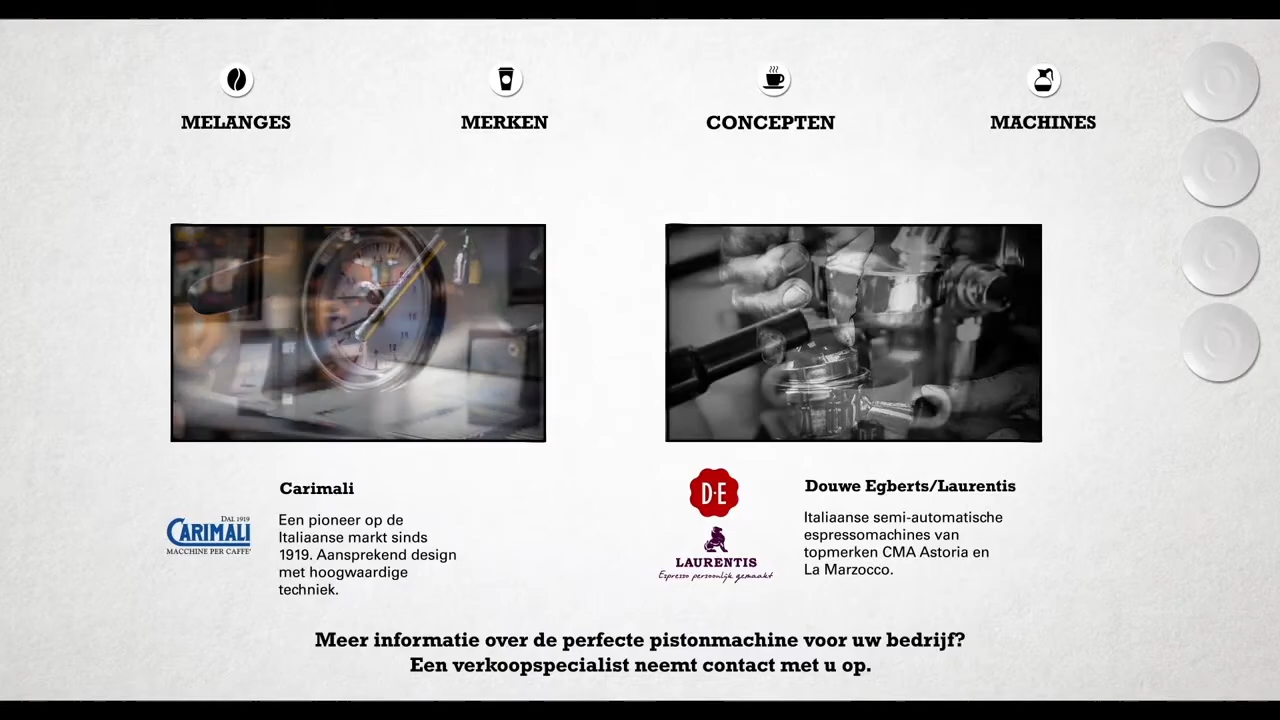 MELANGES
MERKEN
CONCEPTEN
MACHINES
Carimali
DAL 1919
CARIMALI
MACCHINE PER CAFFE'
Een pioneer op de
Italiaanse markt sinds
1919. Aansprekend design
met hoogwaardige
techniek.
D·E
LAURENTIS
Espresso persoonlijk gemaakt
Douwe Egberts/Laurentis
Italiaanse semi-automatische
espressomachines van
topmerken CMA Astoria en
La Marzocco.
Meer informatie over de perfecte pistonmachine voor uw bedrijf?
Een verkoopspecialist neemt contact met u op.